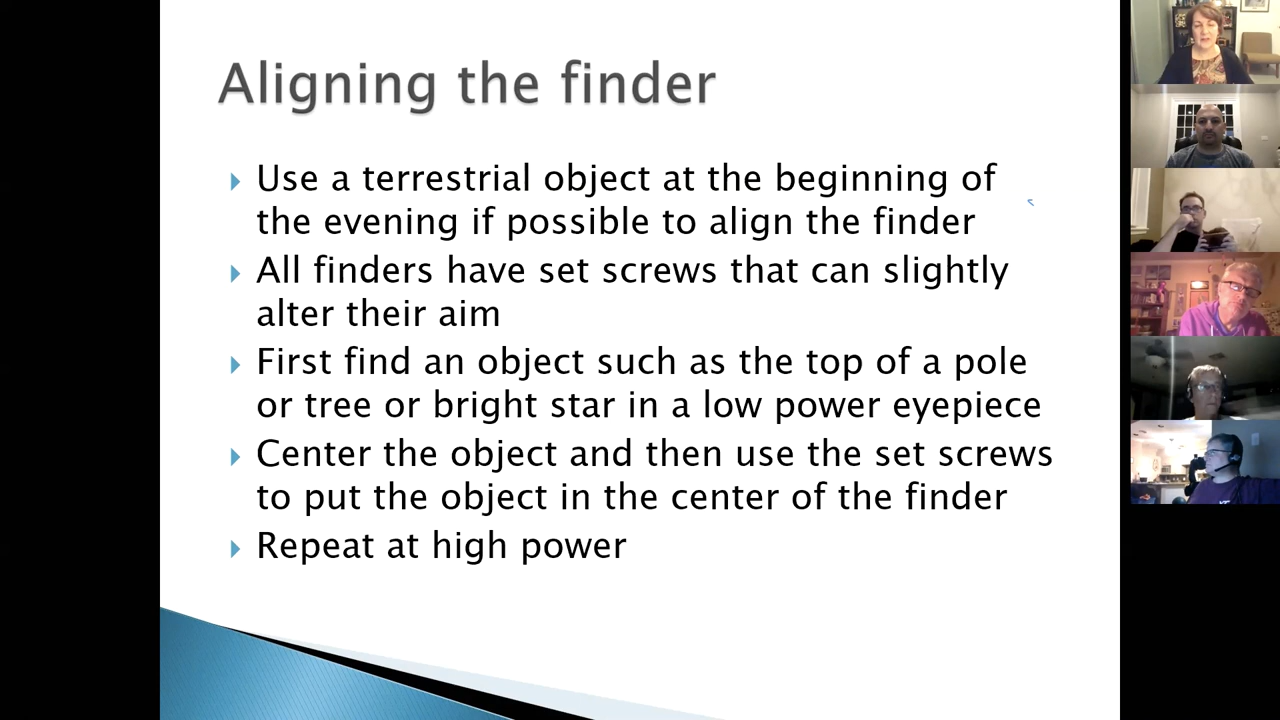 Aligning the finder
Use a terrestrial object at the beginning of
the evening if possible to align the finder
All finders have set screws that can slightly
alter their aim
First find an object such as the top of a pole
or tree or bright star in a low power eyepiece
Center the object and then use the set screws
to put the object in the center of the finder
Repeat at high power